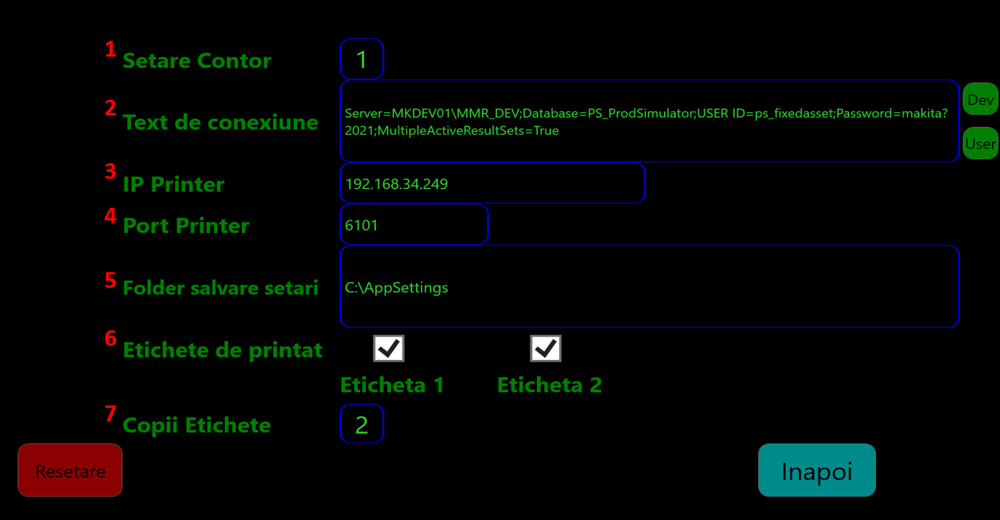 1 Setare Contor 1
2 Text de conexiune
Server=MKDEV01\MMR_DEV;Database=PS_ProdSimulator;USER ID=ps_fixedasset;Password=makita?
2021;MultipleActiveResultSets=True
Dev
User
3 IP Printer 192.168.34.249
4 Port Printer 6101
5 Folder salvare setari C:\AppSettings
6 Etichete de printat
Eticheta 1 Eticheta 2
7 Copii Etichete 2
Resetare Inapoi